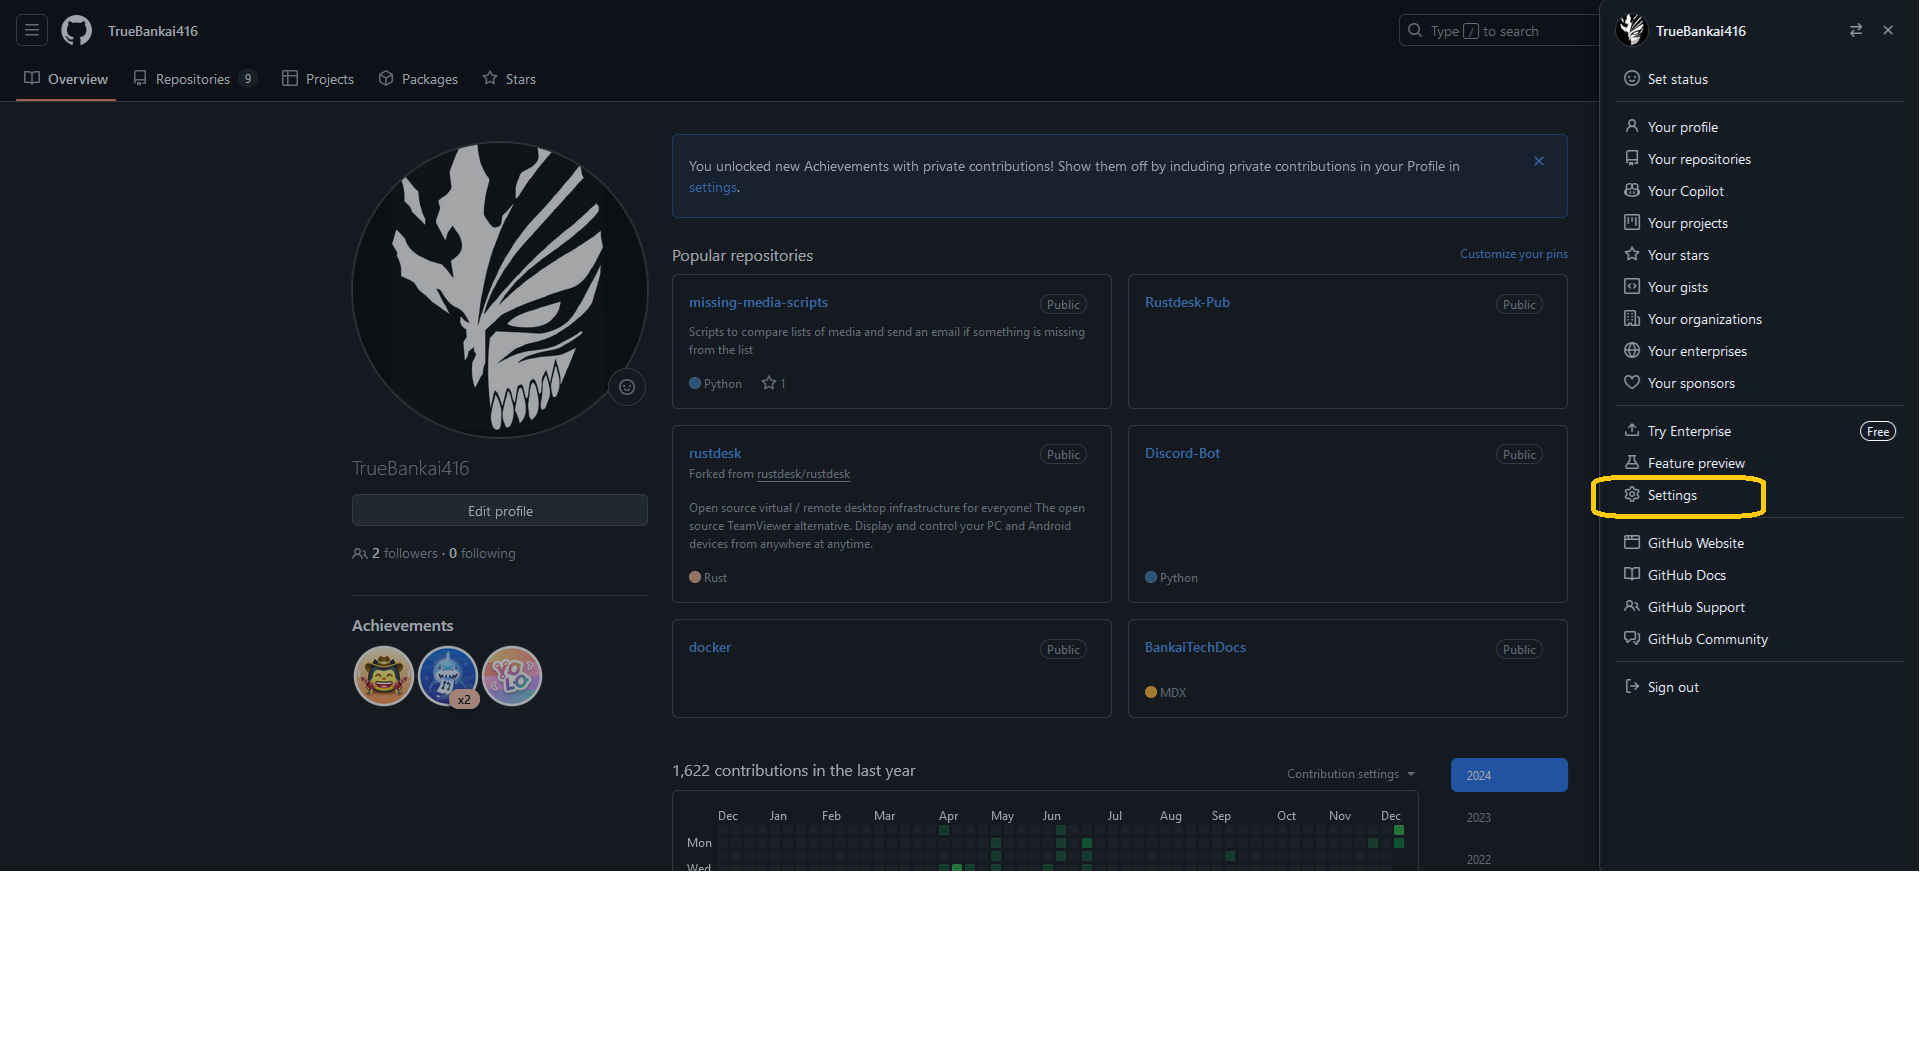 TrueBankai416
Type / to search
Overview
Repositories 9
Projects
Packages
Stars
You unlocked new Achievements with private contributions! Show them off by including private contributions in your Profile in
settings.
Popular repositories
Customize your pins
missing-media-scripts
Public
Scripts to compare lists of media and send an email if something is missing
from the list
Python
1
Rustdesk-Pub
Public
rustdesk
Public
Forked from rustdesk/rustdesk
Open source virtual / remote desktop infrastructure for everyone! The open
source TeamViewer alternative. Display and control your PC and Android
devices from anywhere at anytime.
Rust
Discord-Bot
Public
Python
docker
Public
BankaiTechDocs
Public
MDX
TrueBankai416
Edit profile
2 followers · 0 following
Achievements
x2
YOLO
1,622 contributions in the last year
Contribution settings
2024
2023
2022
Dec Jan Feb Mar Apr May Jun Jul Aug Sep Oct Nov Dec
Mon
Wed
TrueBankai416
Set status
Your profile
Your repositories
Your Copilot
Your projects
Your stars
Your gists
Your organizations
Your enterprises
Your sponsors
Try Enterprise
Free
Feature preview
Settings
GitHub Website
GitHub Docs
GitHub Support
GitHub Community
Sign out